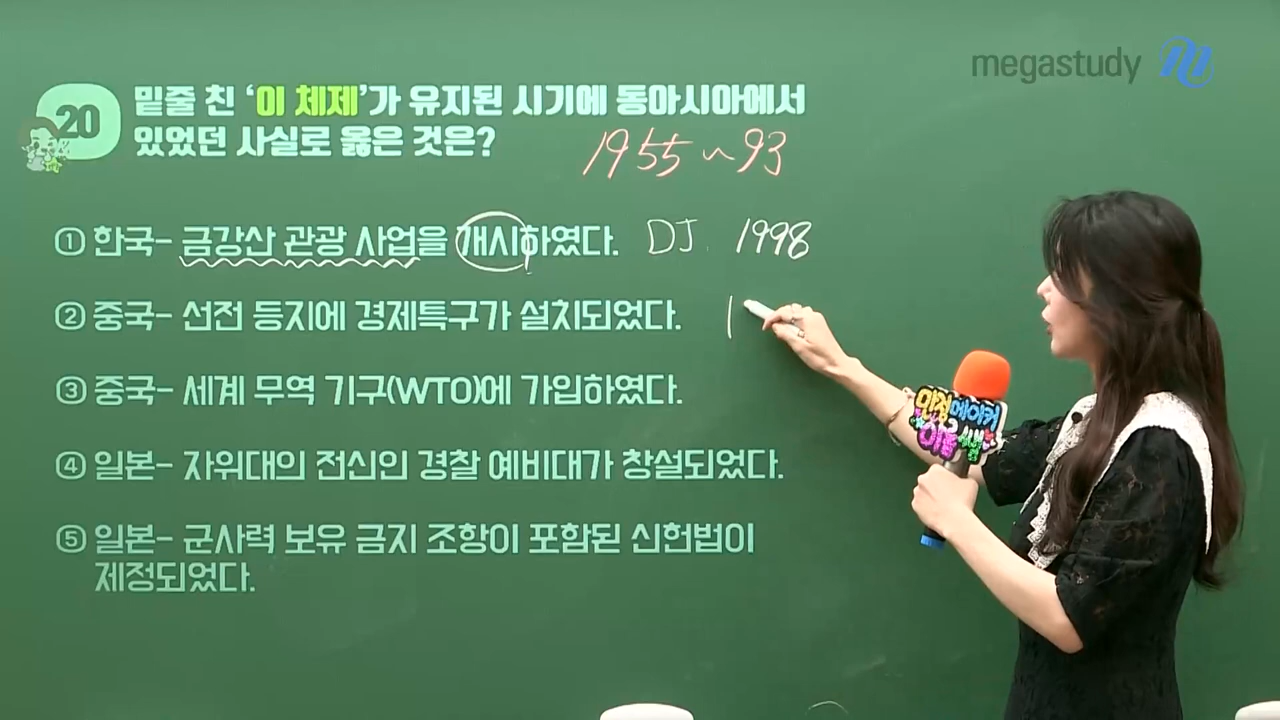 megastudy
20
밑줄 친 ‘이 체제’가 유지된 시기에 동아시아에서
있었던 사실로 옳은 것은?
1955~93
① 한국- 금강산 관광 사업을 개시하였다. DJ. 1998
② 중국- 선전 등지에 경제특구가 설치되었다. 1
③ 중국- 세계 무역 기구(WTO)에 가입하였다.
④ 일본- 자위대의 전신인 경찰 예비대가 창설되었다.
⑤ 일본- 군사력 보유 금지 조항이 포함된 신헌법이
제정되었다.
만점메이커